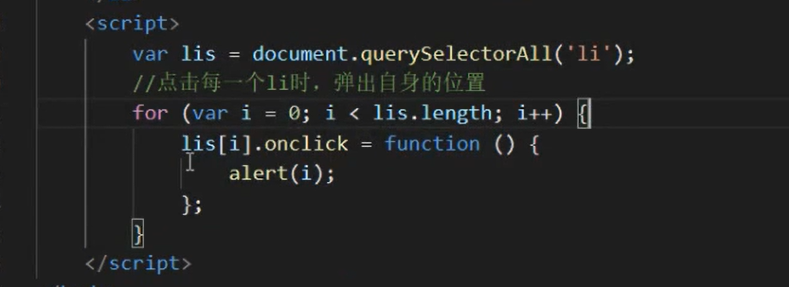 <script>
var lis = document.querySelectorAll('li');
//点击每一个li时，弹出自身的位置
for (var i = 0; i < lis.length; i++) {
lis[i].onclick = function () {
alert(i);
};
}
</script>